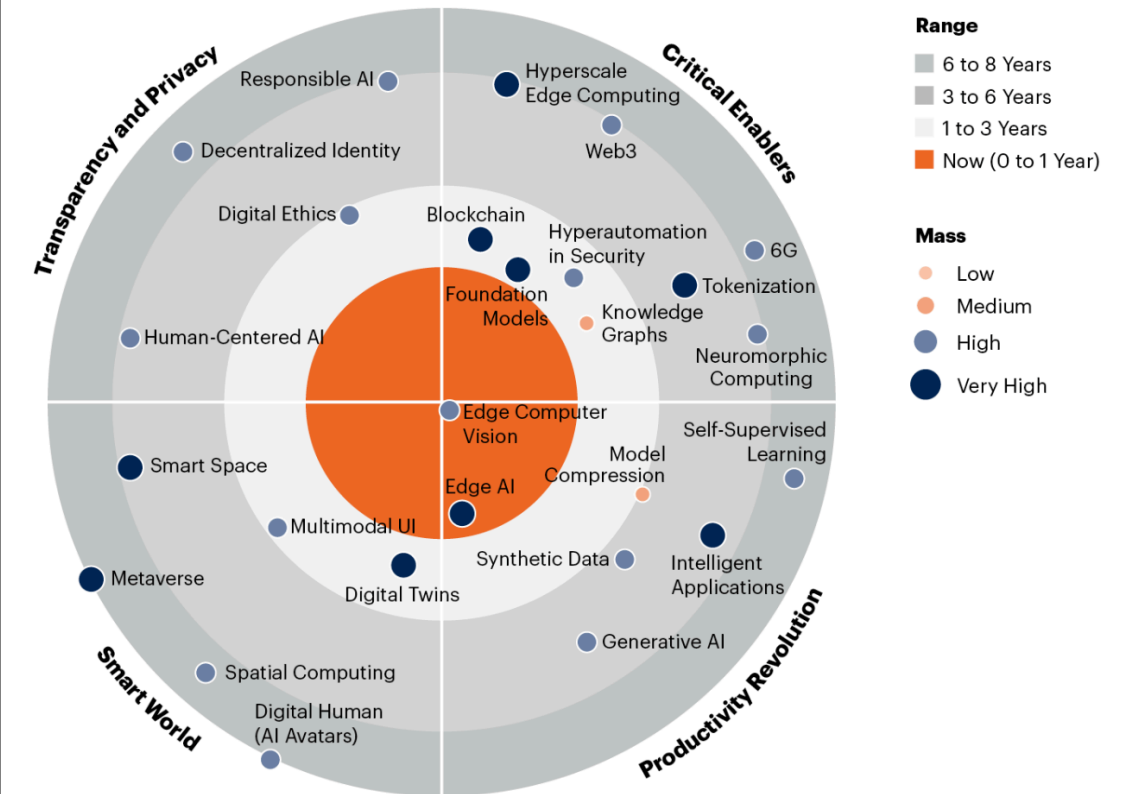 Transparency and Privacy
Critical Enablers
Responsible AI
Decentralized Identity
Digital Ethics
Human-Centered AI
Hyperscale
Edge Computing
Web3
Blockchain
Hyperautomation
in Security
6G
Foundation
Models
Tokenization
Knowledge
Graphs
Neuromorphic
Computing
Smart Space
Multimodal UI
Metaverse
Digital Twins
Spatial Computing
Digital Human
(AI Avatars)
Smart World
Edge Computer
Vision
Self-Supervised
Learning
Model
Compression
Edge AI
Synthetic Data
Intelligent
Applications
Generative AI
Productivity Revolution
Range
6 to 8 Years
3 to 6 Years
1 to 3 Years
Now (0 to 1 Year)
Mass
Low
Medium
High
Very High